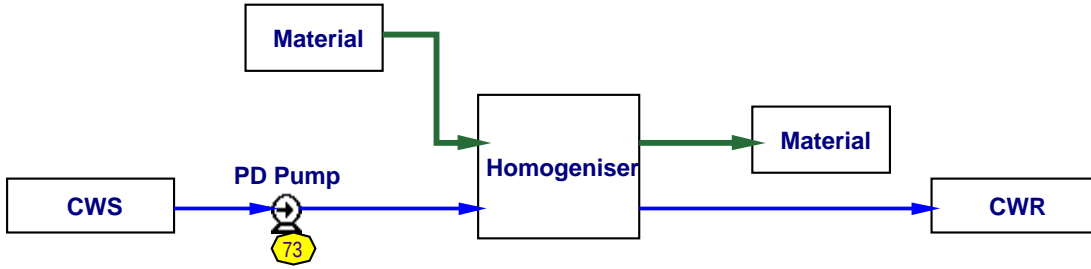 Material
Material
Homogeniser
PD Pump
CWS
CWR
73